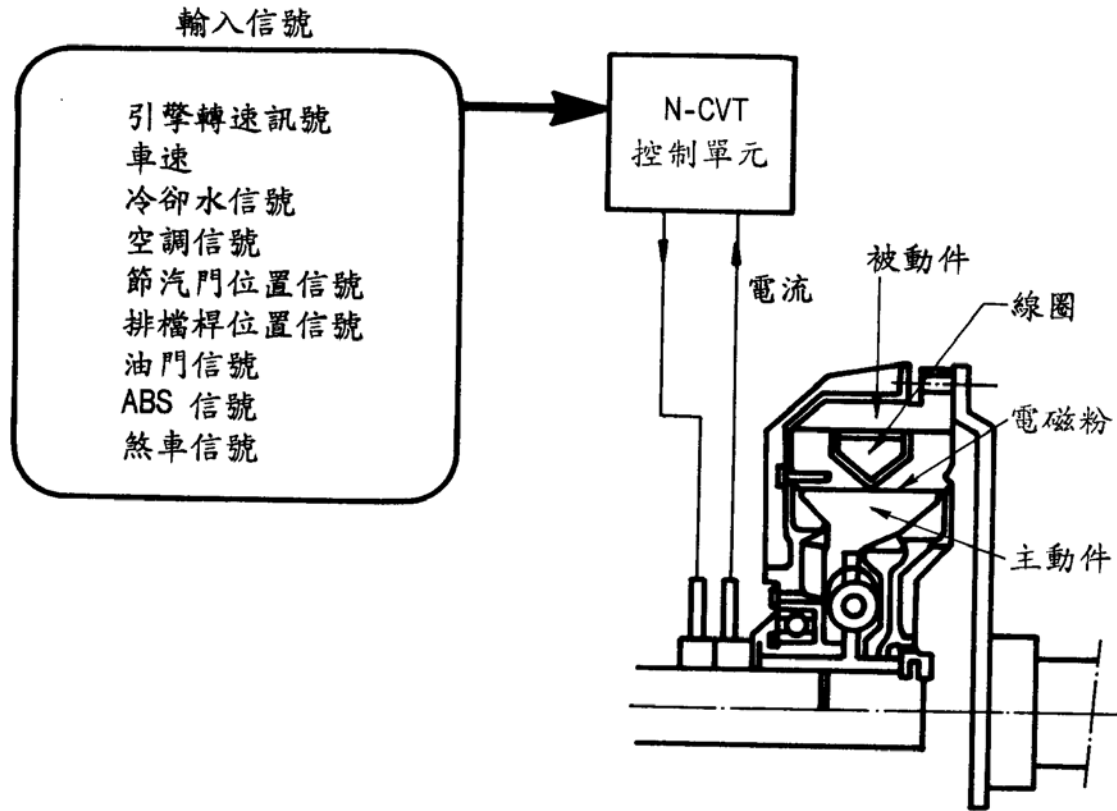 輸入信號
引擎轉速訊號
車速
冷卻水信號
空調信號
節汽門位置信號
排檔桿位置信號
油門信號
ABS 信號
煞車信號
N-CVT
控制單元
電流
被動件
線圈
電磁粉
主動件